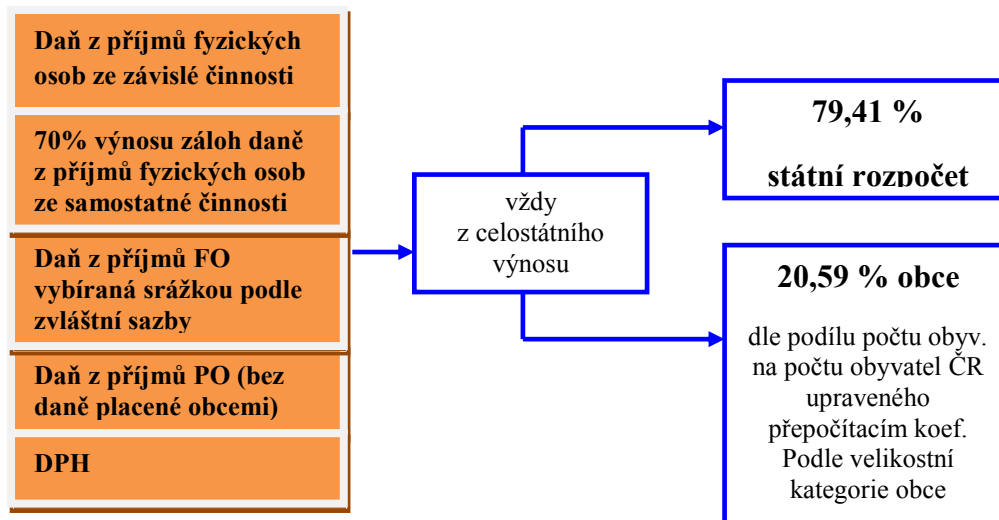 Daň z příjmů fyzických
osob ze závislé činnosti
70% výnosu záloh daně
z příjmů fyzických osob
ze samostatné činnosti
Daň z příjmů FO
vybíraná srážkou podle
zvláštní sazby
Daň z příjmů PO (bez
daně placené obcemi)
DPH
vždy
z celostátního
výnosu
79,41 %
státní rozpočet
20,59 % obce
dle podílu počtu obyv.
na počtu obyvatel ČR
upraveného
přepočítacím koef.
Podle velikostní
kategorie obce